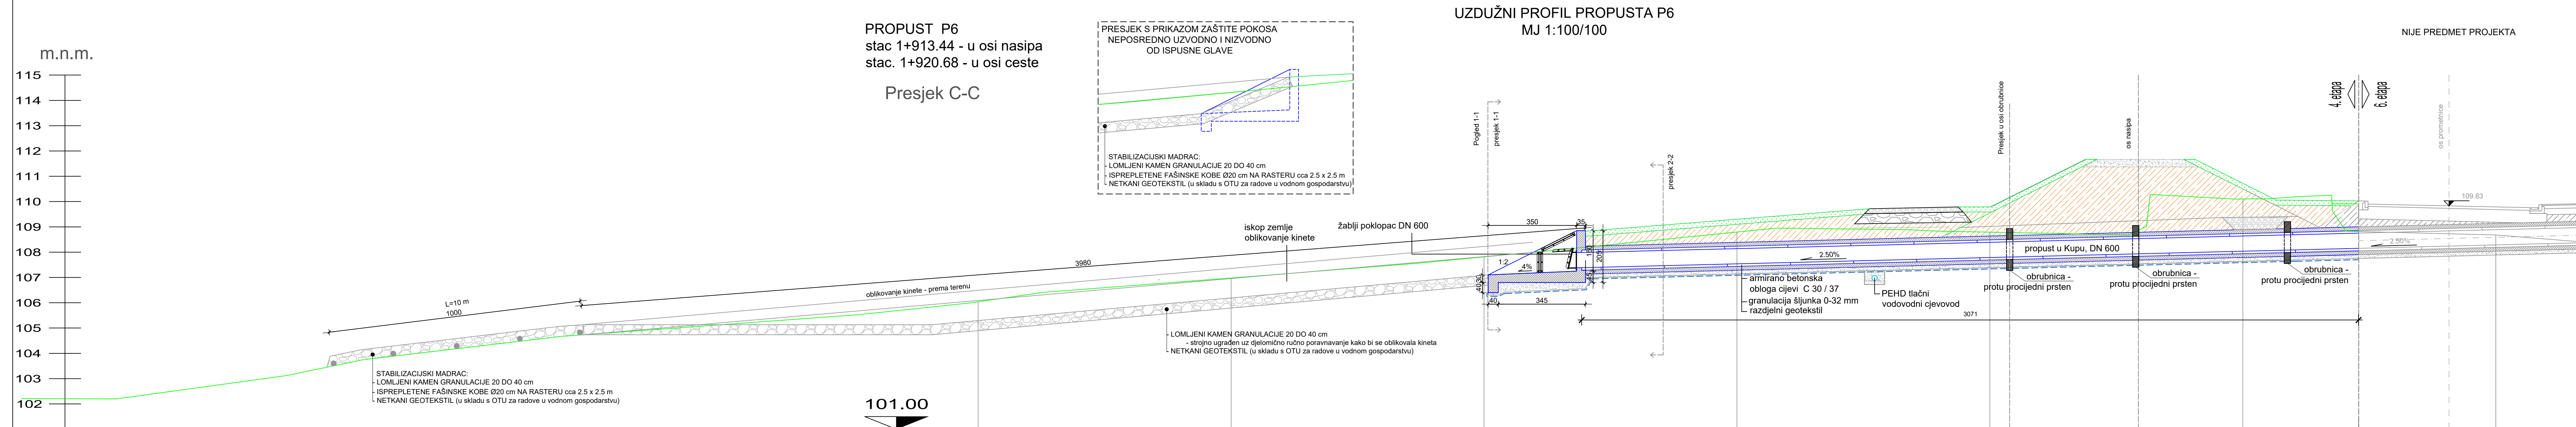 UZDUŽNI PROFIL PROPUSTA P6
MJ 1:100/100
PROPUST P6
stac 1+913.44 - u osi nasipa
stac. 1+920.68 - u osi ceste
Presjek C-C
PRESJEK S PRIKAZOM ZAŠTITE POKOSA
NEPOSREDNO UZVODNO I NIZVODNO
OD ISPUSNE GLAVE
STABILIZACIJSKI MADRAC:
- LOMLJENI KAMEN GRANULACIJE 20 DO 40 cm
- ISPREPLETENE FAŠINSKE KOBE Ø20 cm NA RASTERU cca 2.5 x 2.5 m
- NETKANI GEOTEKSTIL (u skladu s OTU za radove u vodnom gospodarstvu)
NIJE PREDMET PROJEKTA
m.n.m.
115
114
113
112
111
110
109
108
107
106
105
104
103
102
101.00
L=10 m
1000
3980
oblikovanje kinete - prema terenu
iskop zemlje
oblikovanje kinete
žablji poklopac DN 600
STABILIZACIJSKI MADRAC:
- LOMLJENI KAMEN GRANULACIJE 20 DO 40 cm
- ISPREPLETENE FAŠINSKE KOBE Ø20 cm NA RASTERU cca 2.5 x 2.5 m
- NETKANI GEOTEKSTIL (u skladu s OTU za radove u vodnom gospodarstvu)
- LOMLJENI KAMEN GRANULACIJE 20 DO 40 cm
- strojno ugrađen uz djelomično ručno poravnavanje kako bi se oblikovala kineta
- NETKANI GEOTEKSTIL (u skladu s OTU za radove u vodnom gospodarstvu)
Pogled 1-1
presjek 1-1
presjek 2-2
350
35
1:2
4%
205
40
345
2.50%
propust u Kupu, DN 600
armirano betonska
obloga cijevi C 30 / 37
granulacija šljunka 0-32 mm
razdjelni geotekstil
PEHD tlačni
vodovodni cjevovod
3071
Presjek u osi obrubnice
os nasipa
obrubnica -
protu procijedni prsten
obrubnica -
protu procijedni prsten
obrubnica -
protu procijedni prsten
4. etapa
6. etapa
os prometnice
109.83
2.50%